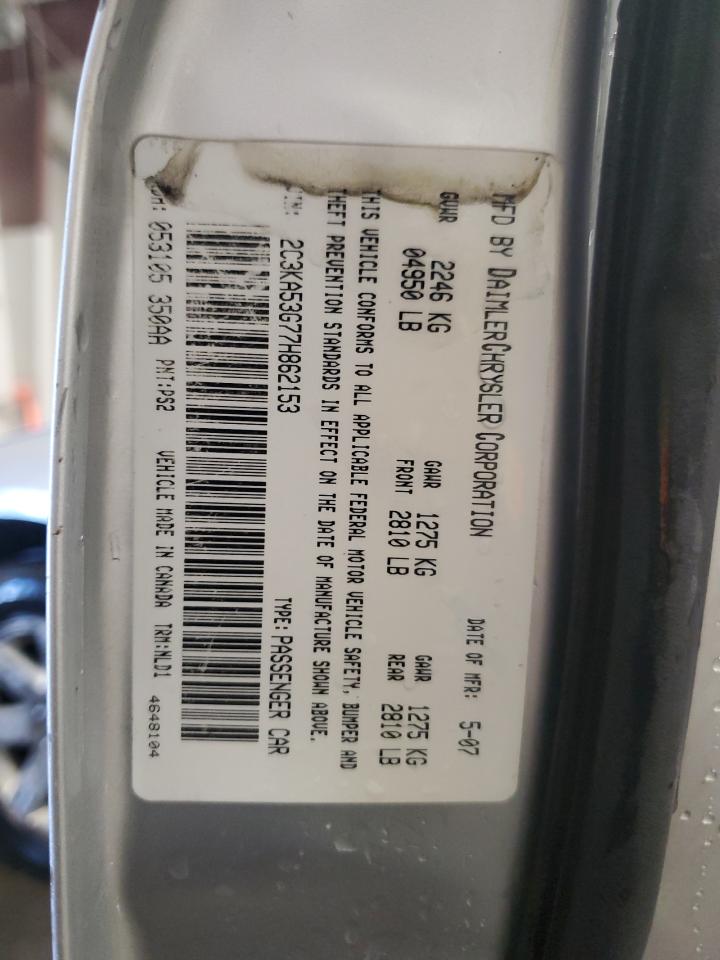 MFD BY DAIMLERCHRYSLER CORPORATION
DATE OF MFR: 5-07
GVWR 2246 KG
04950 LB
GAWR 1275 KG
FRONT 2810 LB
GAWR 1275 KG
REAR 2810 LB
THIS VEHICLE CONFORMS TO ALL APPLICABLE FEDERAL MOTOR VEHICLE SAFETY, BUMPER AND
THEFT PREVENTION STANDARDS IN EFFECT ON THE DATE OF MANUFACTURE SHOWN ABOVE.
VIN: 2C3KA53G77H862153
TYPE: PASSENGER CAR
053105 350AA PNT:PS2 VEHICLE MADE IN CANADA TRM:NLD1
4648104